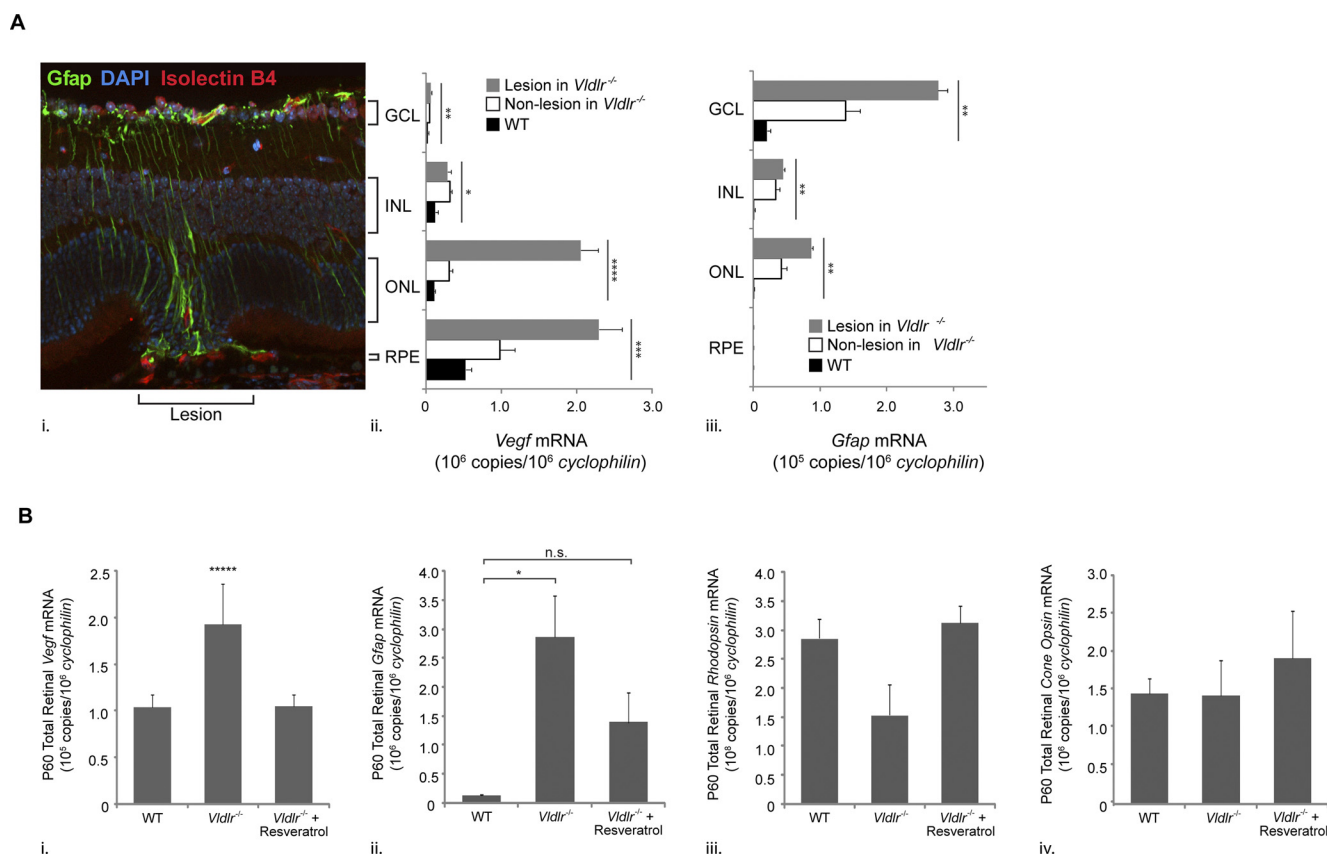 A
Gfap DAPI Isolectin B4
GCL
INL
ONL
RPE
Lesion
i.
Lesion in Vldlr-/-
Non-lesion in Vldlr-/-
WT
**
*
****
***
0 1.0 2.0 3.0
ii.
Vegf mRNA
(10⁶ copies/10⁶ cyclophilin)
GCL
INL
ONL
RPE
**
**
**
Lesion in Vldlr -/-
Non-lesion in Vldlr-/-
WT
0 1.0 2.0 3.0
iii.
Gfap mRNA
(10⁵ copies/10⁶ cyclophilin)
B
P60 Total Retinal Vegf mRNA
(10⁵ copies/10⁶ cyclophilin)
2.5
2.0
1.5
1.0
0.5
0
*****
WT
Vldlr-/-
Vldlr-/- +
Resveratrol
i.
P60 Total Retinal Gfap mRNA
(10⁶ copies/10⁶ cyclophilin)
4.0
3.5
3.0
2.5
2.0
1.5
1.0
0.5
0
n.s.
*
WT
Vldlr-/-
Vldlr-/- +
Resveratrol
ii.
P60 Total Retinal Rhodopsin mRNA
(10⁸ copies/10⁶ cyclophilin)
4.0
3.5
3.0
2.5
2.0
1.5
1.0
0.5
0
WT
Vldlr-/-
Vldlr-/- +
Resveratrol
iii.
P60 Total Retinal Cone Opsin mRNA
(10⁶ copies/10⁶ cyclophilin)
3.0
2.5
2.0
1.5
1.0
0.5
0
WT
Vldlr-/-
Vldlr-/- +
Resveratrol
iv.